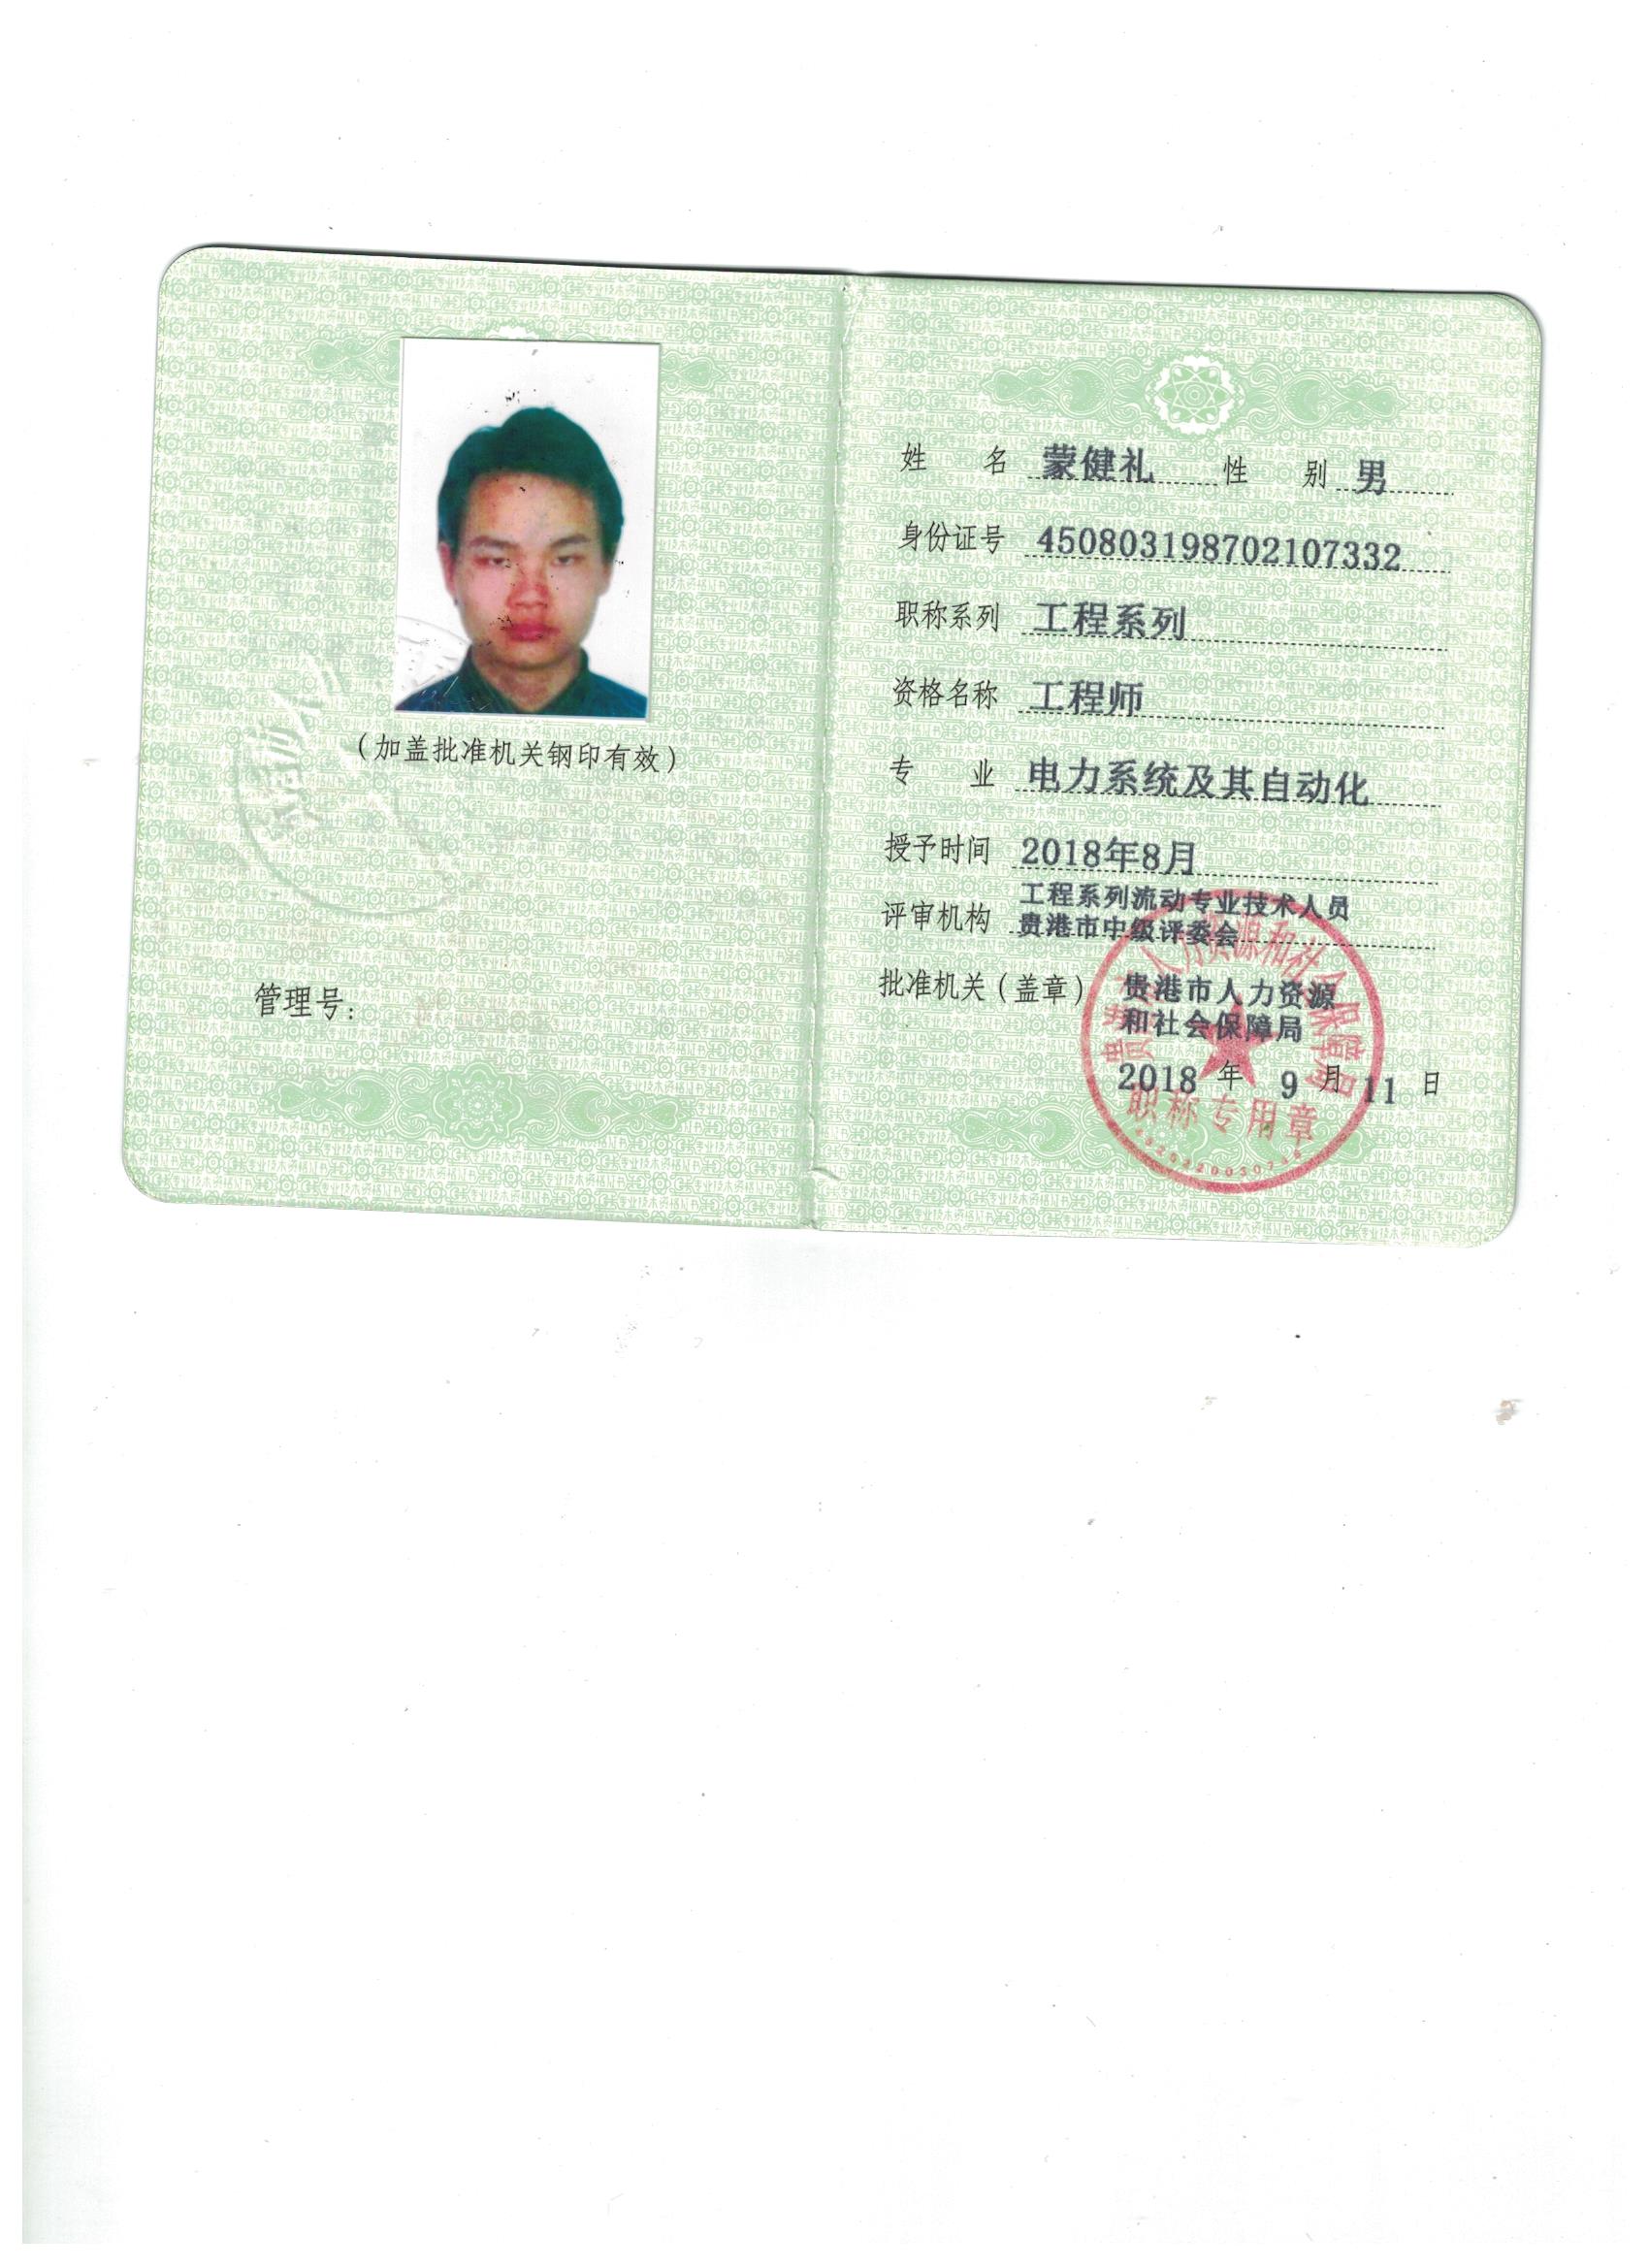 (加盖批准机关钢印有效)
管理号:
姓 名 蒙健礼 性 别 男
身份证号 450803198702107332
职称系列 工程系列
资格名称 工程师
专 业 电力系统及其自动化
授予时间 2018年8月
评审机构 工程系列流动专业技术人员
贵港市中级评委会
批准机关(盖章) 贵港市人力资源
和社会保障局
2018 年 9 月 11 日
贵港市人力资源和社会保障局
职称专用章